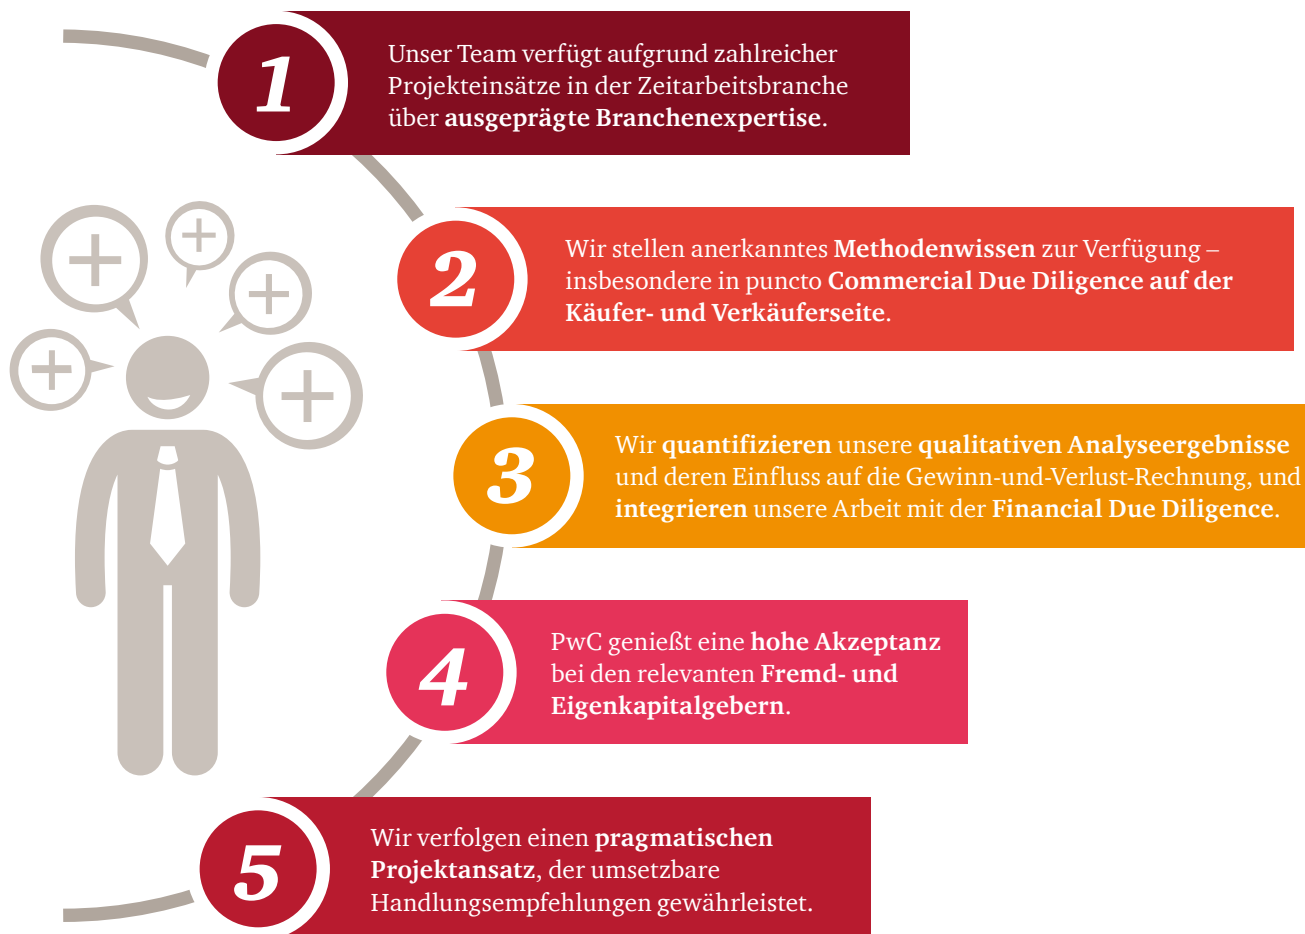 1
Unser Team verfügt aufgrund zahlreicher
Projekteinsätze in der Zeitarbeitsbranche
über ausgeprägte Branchenexpertise.
2
Wir stellen anerkanntes Methodenwissen zur Verfügung –
insbesondere in puncto Commercial Due Diligence auf der
Käufer- und Verkäuferseite.
3
Wir quantifizieren unsere qualitativen Analyseergebnisse
und deren Einfluss auf die Gewinn-und-Verlust-Rechnung, und
integrieren unsere Arbeit mit der Financial Due Diligence.
4
PwC genießt eine hohe Akzeptanz
bei den relevanten Fremd- und
Eigenkapitalgebern.
5
Wir verfolgen einen pragmatischen
Projektansatz, der umsetzbare
Handlungsempfehlungen gewährleistet.